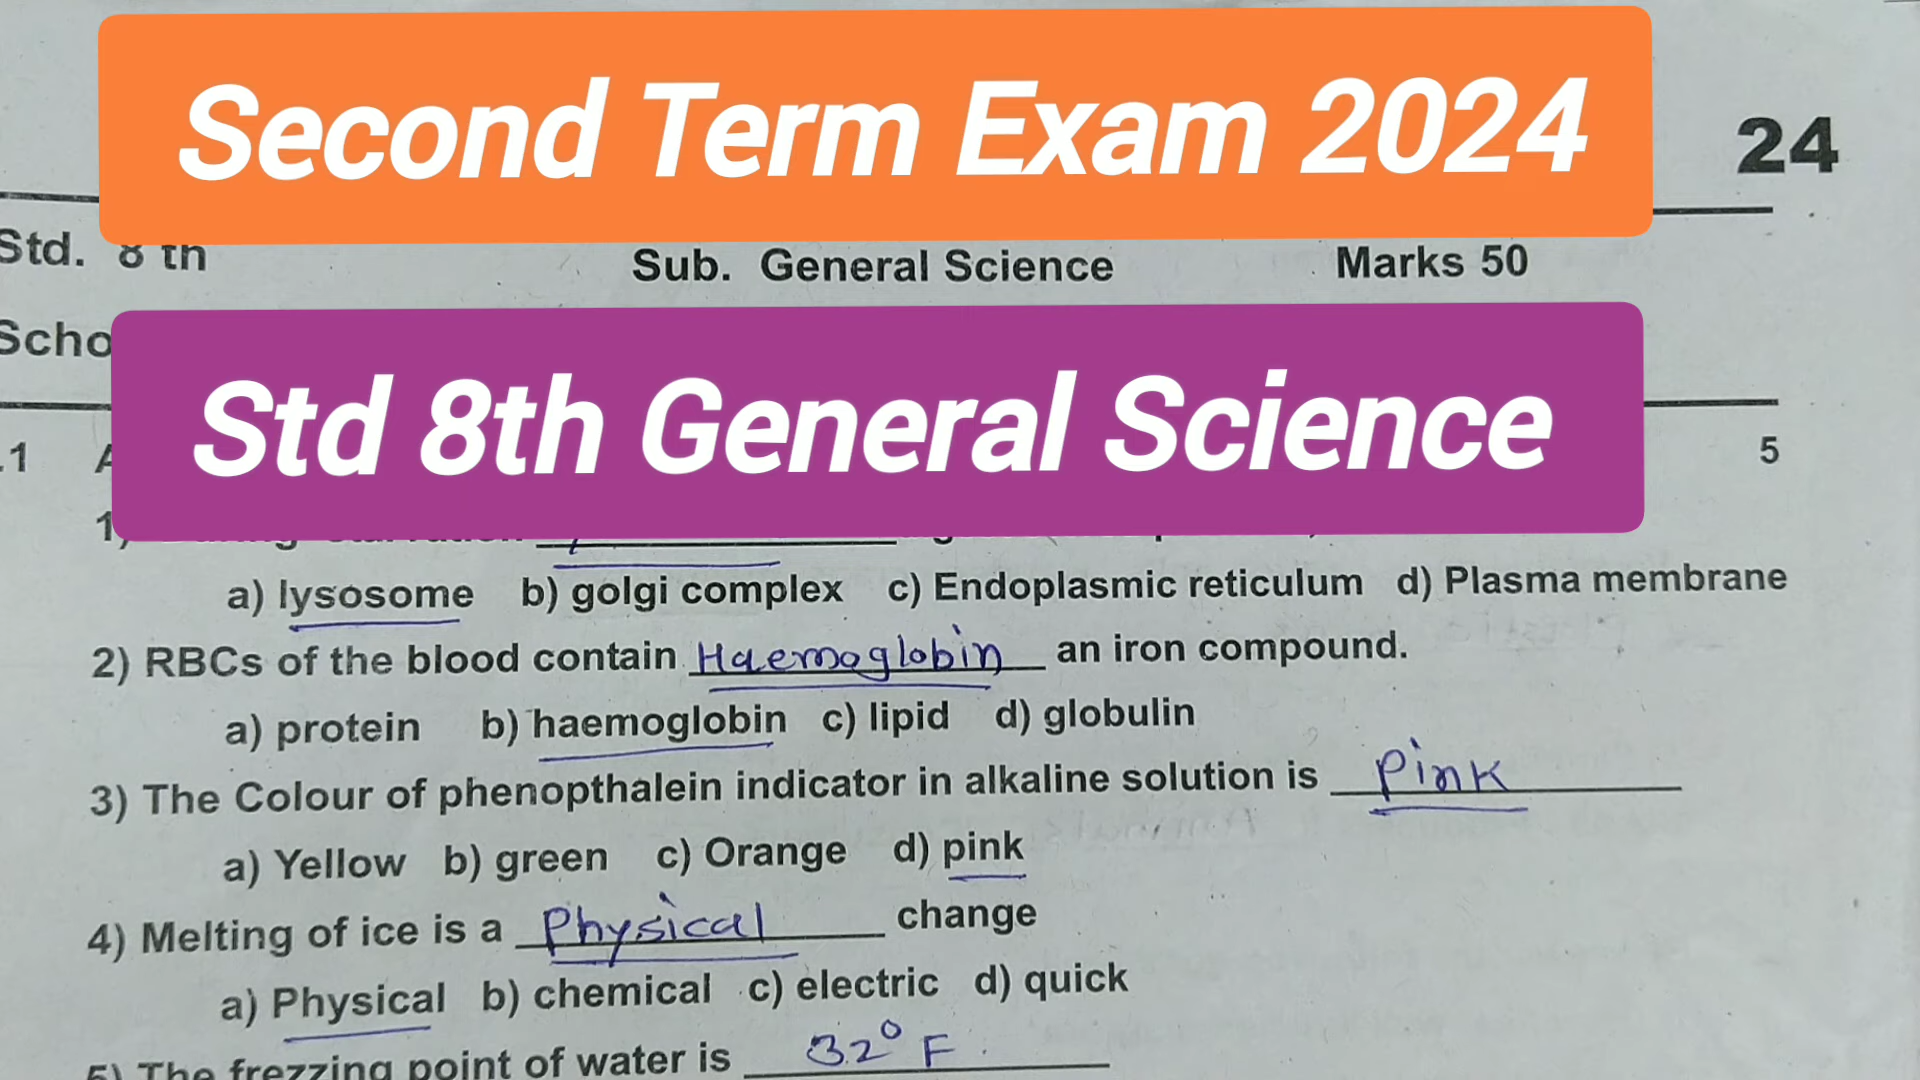 Second Term Exam 2024
24
Std. 8 th Sub. General Science Marks 50
Std 8th General Science
.1 5
1)
a) lysosome b) golgi complex c) Endoplasmic reticulum d) Plasma membrane
2) RBCs of the blood contain Haemoglobin an iron compound.
a) protein b) haemoglobin c) lipid d) globulin
3) The Colour of phenopthalein indicator in alkaline solution is Pink
a) Yellow b) green c) Orange d) pink
4) Melting of ice is a Physical change
a) Physical b) chemical c) electric d) quick
5) The frezzing point of water is 32° F.